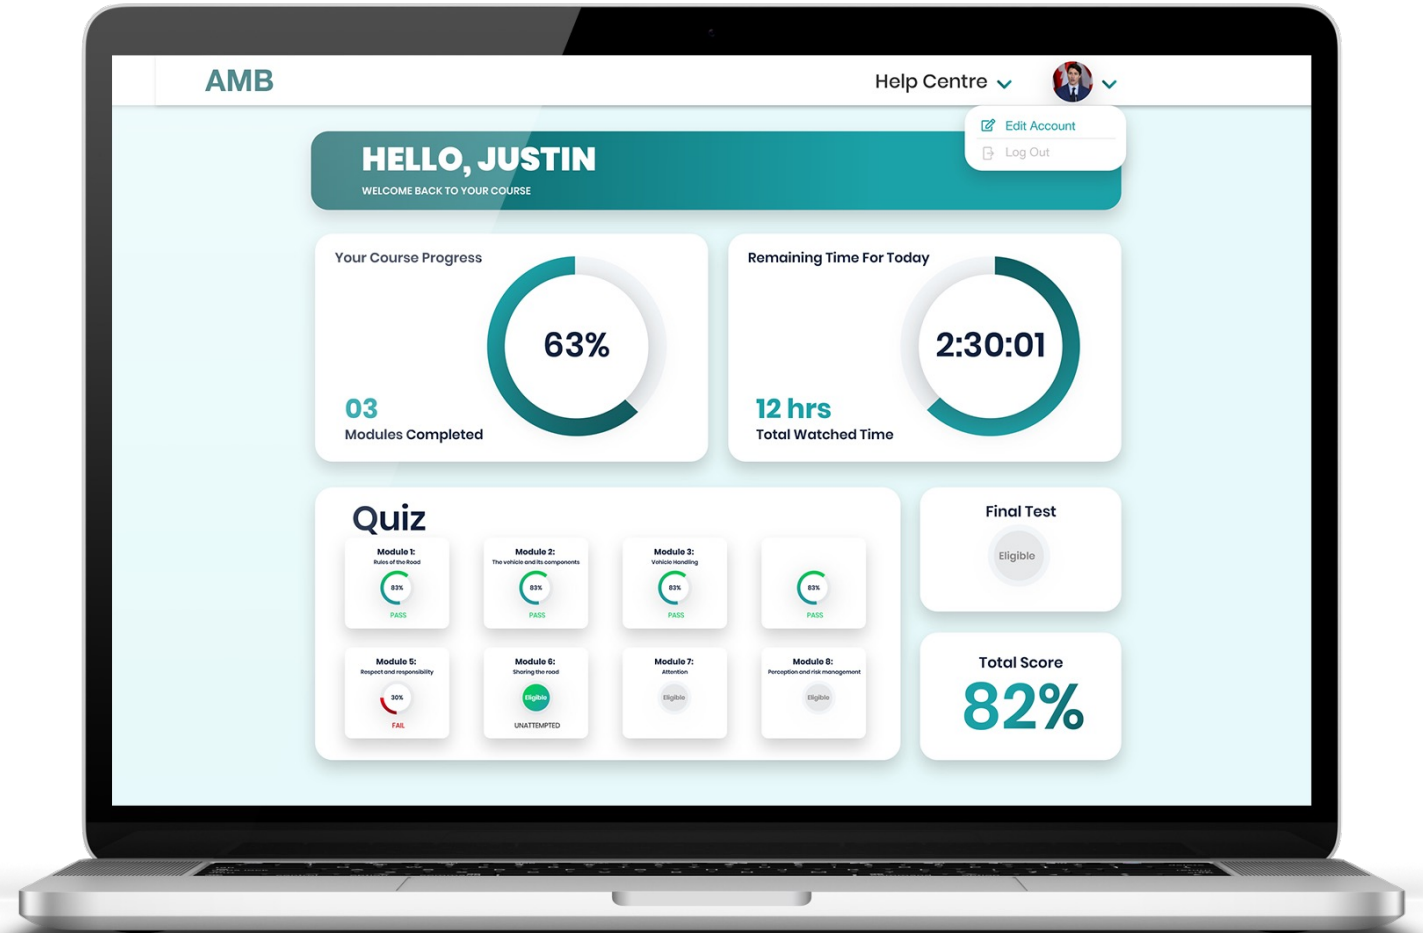 AMB
Help Centre
Edit Account
Log Out
HELLO, JUSTIN
WELCOME BACK TO YOUR COURSE
Your Course Progress
63%
03
Modules Completed
Remaining Time For Today
2:30:01
12 hrs
Total Watched Time
Quiz
Module 1:
Rules of the Road
83%
PASS
Module 2:
The vehicle and its components
83%
PASS
Module 3:
Vehicle Handling
83%
PASS
83%
PASS
Module 5:
Respect and responsibility
30%
FAIL
Module 6:
Sharing the road
Eligible
UNATTEMPTED
Module 7:
Attention
Eligible
Module 8:
Perception and risk management
Eligible
Final Test
Eligible
Total Score
82%